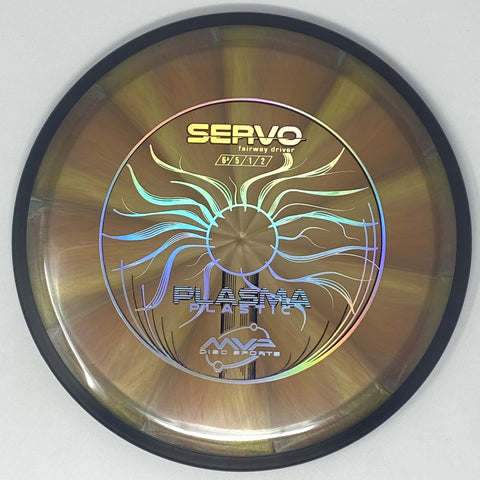 SERVO
fairway driver
6.5/5/1/2
PLASMA
PLASTIC
MVP
DISC SPORTS